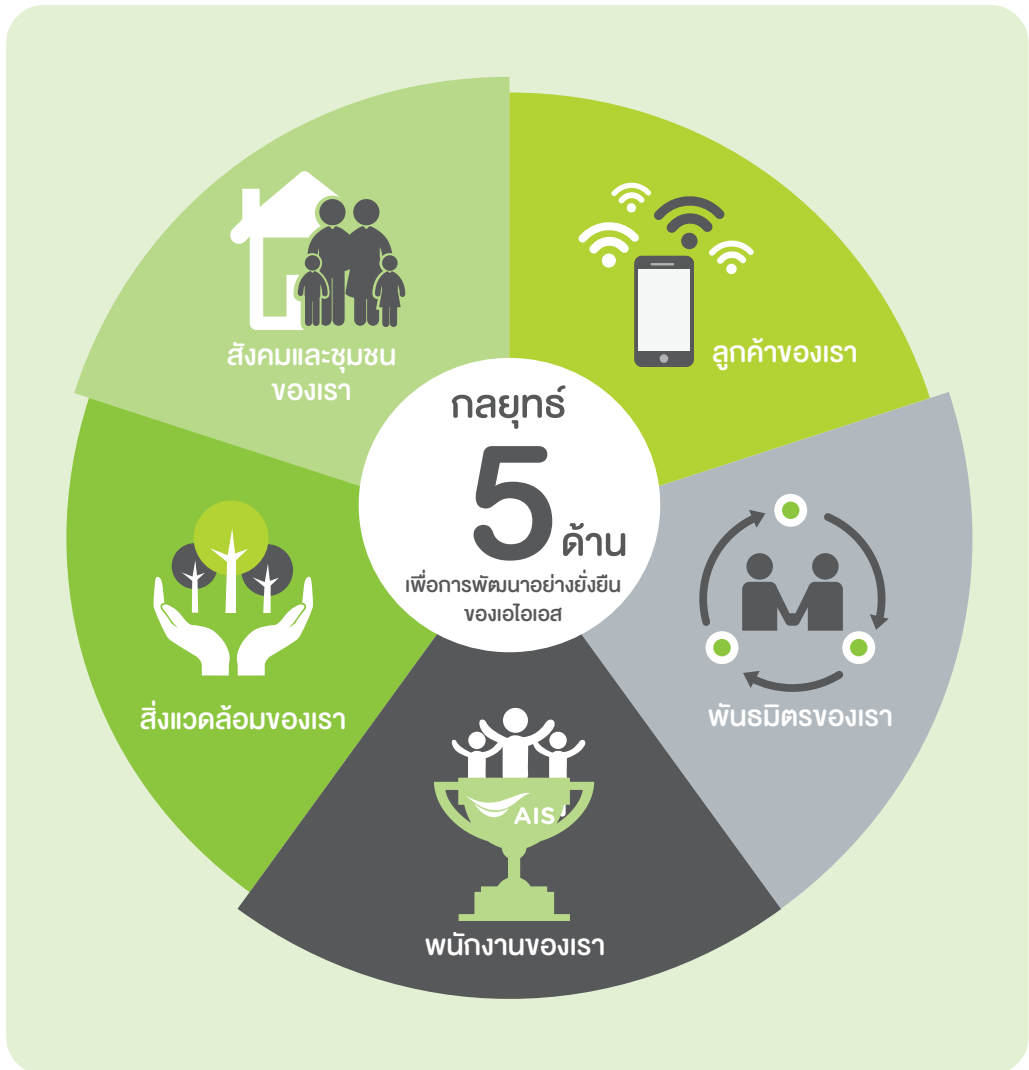 กลยุทธ์
5 ด้าน
เพื่อการพัฒนาอย่างยั่งยืน
ของเอไอเอส
ลูกค้าของเรา
พันธมิตรของเรา
AIS
พนักงานของเรา
สิ่งแวดล้อมของเรา
สังคมและชุมชน
ของเรา